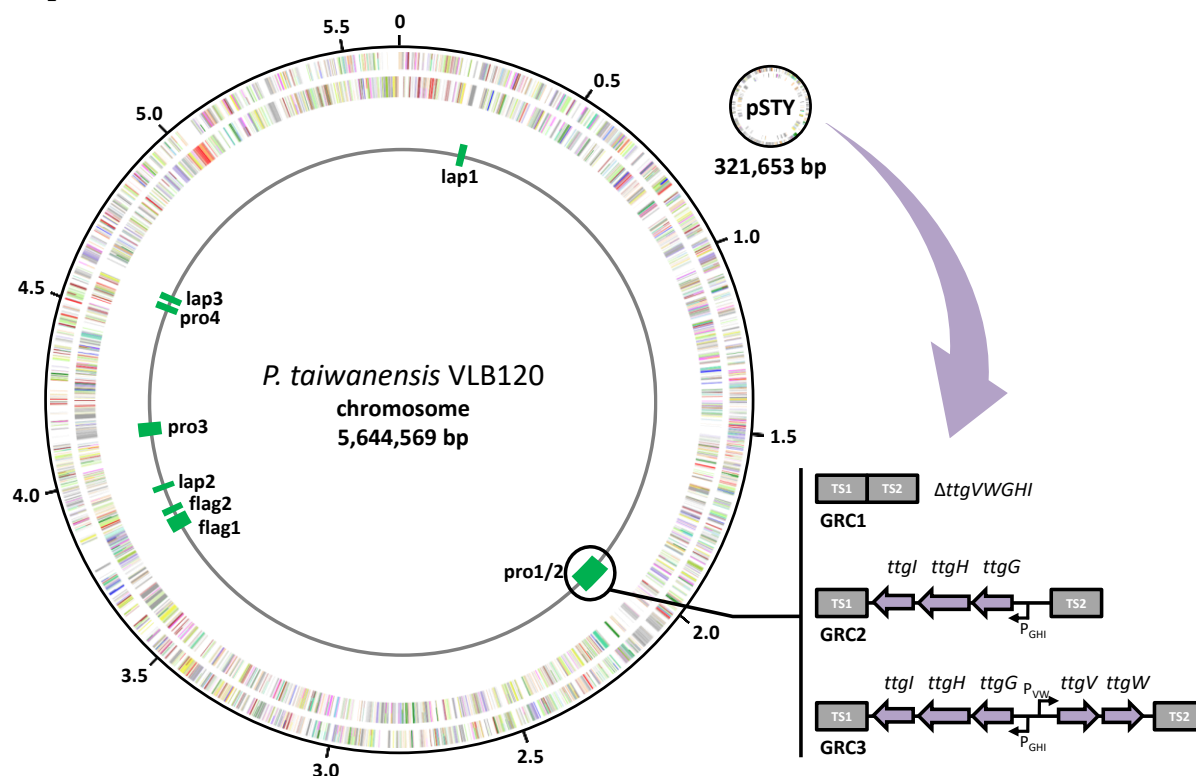 0
0.5
1.0
1.5
2.0
2.5
3.0
3.5
4.0
4.5
5.0
5.5
lap1
lap3
pro4
pro3
lap2
flag2
flag1
pro1/2
P. taiwanensis VLB120
chromosome
5,644,569 bp
pSTY
321,653 bp
TS1 TS2 ΔttgVWGHI
GRC1
ttgI ttgH ttgG
TS1 TS2
GRC2 PGHI
ttgI ttgH ttgG PVW ttgV ttgW
TS1 TS2
GRC3 PGHI